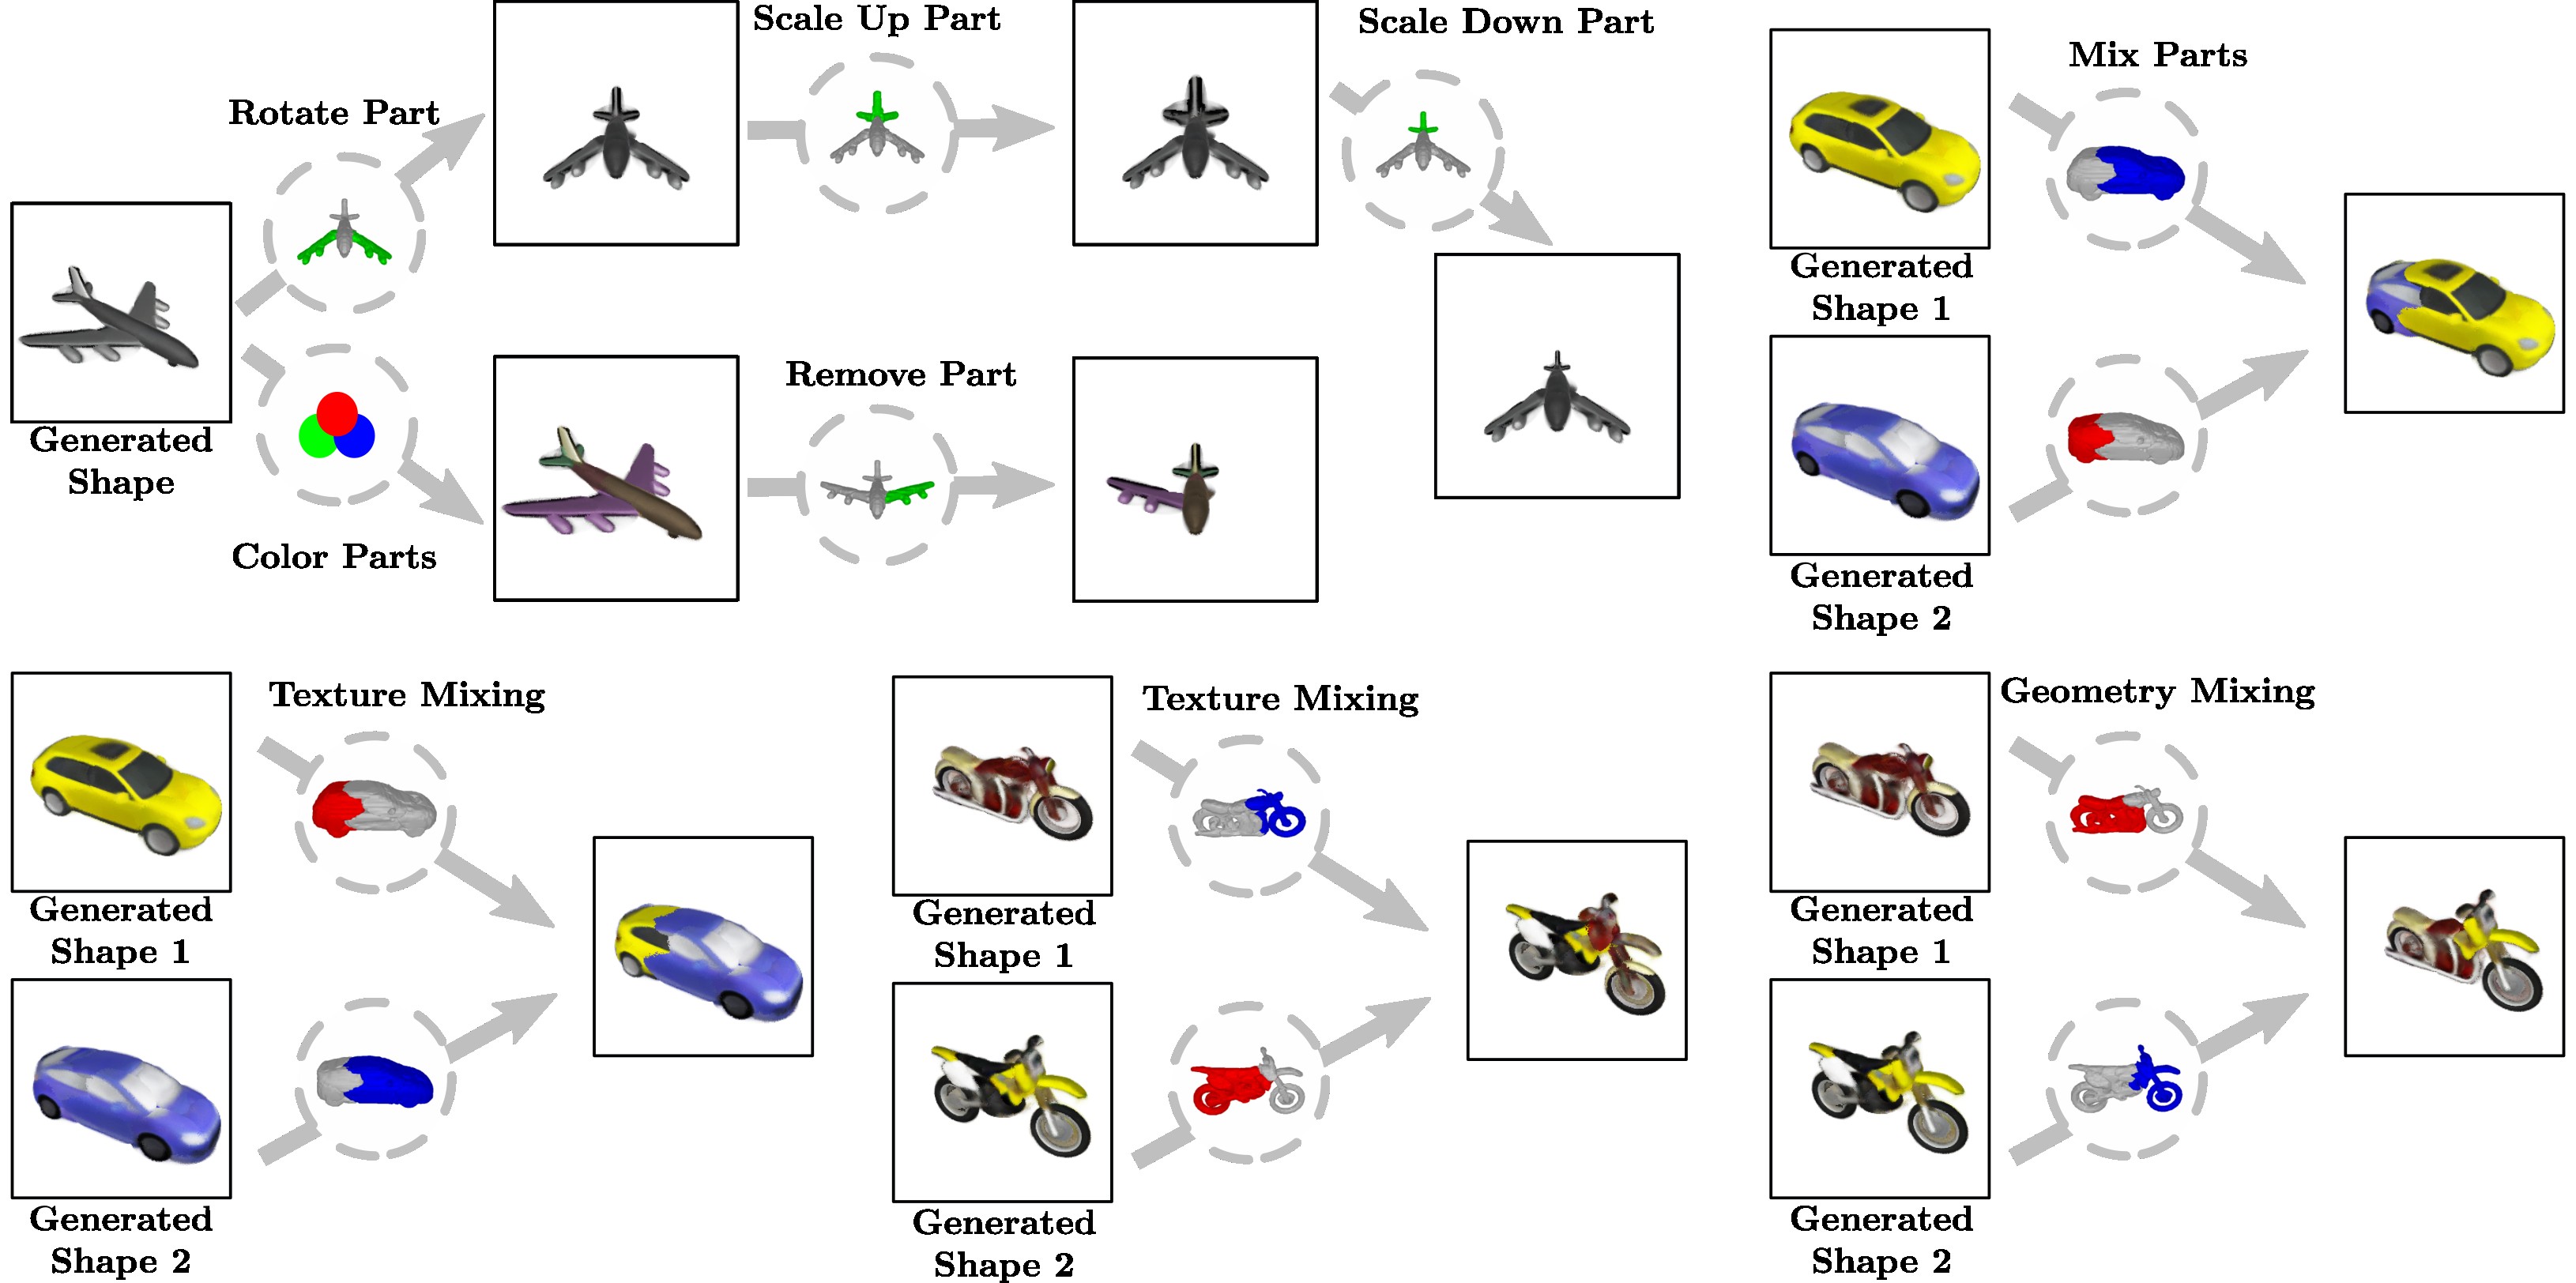 Scale Up Part
Scale Down Part
Mix Parts
Rotate Part
Generated
Shape
Color Parts
Remove Part
Generated
Shape 1
Generated
Shape 2
Texture Mixing
Generated
Shape 1
Generated
Shape 2
Texture Mixing
Generated
Shape 1
Generated
Shape 2
Geometry Mixing
Generated
Shape 1
Generated
Shape 2